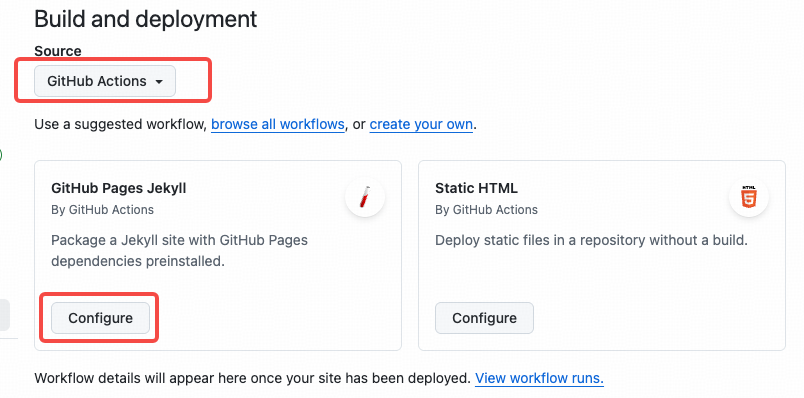 Build and deployment
Source
GitHub Actions
Use a suggested workflow, browse all workflows, or create your own.
GitHub Pages Jekyll
By GitHub Actions
Package a Jekyll site with GitHub Pages
dependencies preinstalled.
Configure
Static HTML
HTML
5
By GitHub Actions
Deploy static files in a repository without a build.
Configure
Workflow details will appear here once your site has been deployed. View workflow runs.